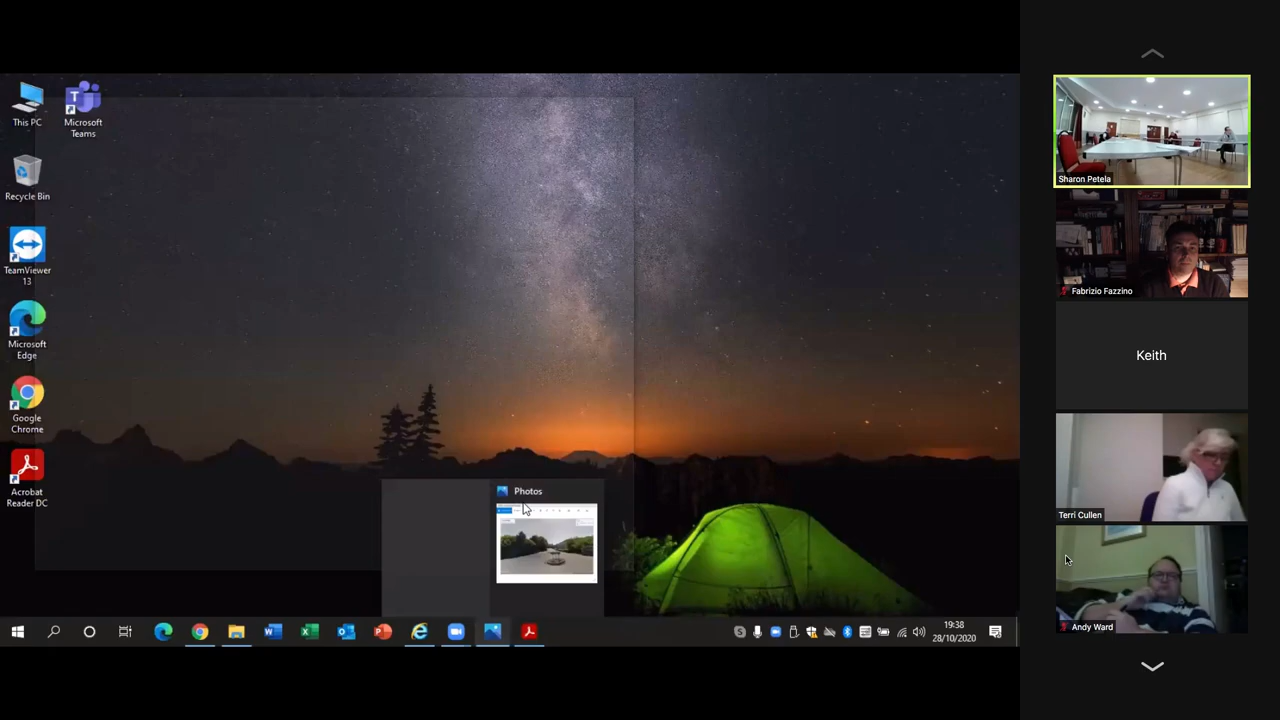 This PC
Microsoft
Teams
Recycle Bin
TeamViewer
13
Microsoft
Edge
Google
Chrome
Acrobat
Reader DC
Photos
19:38
28/10/2020
Sharon Petela
Fabrizio Fazzino
Keith
Terri Cullen
Andy Ward